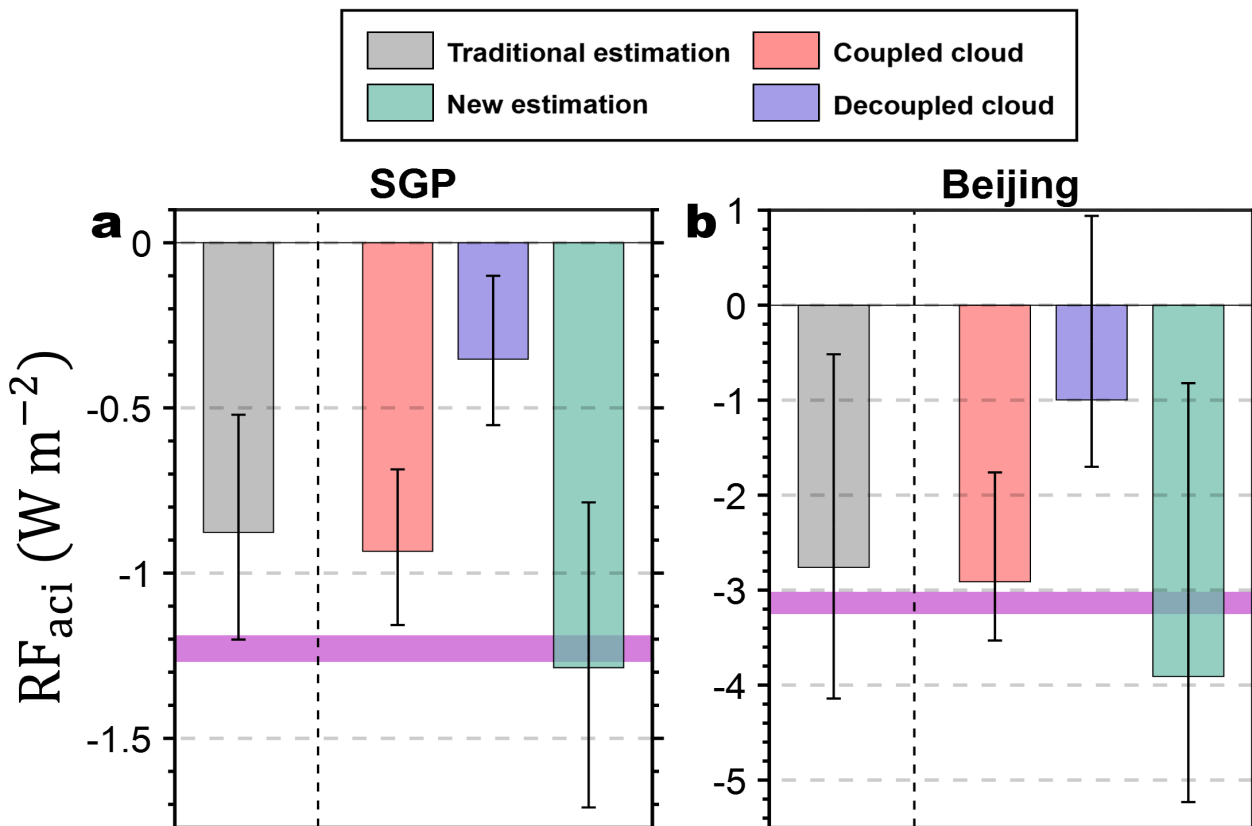 Traditional estimation
Coupled cloud
New estimation
Decoupled cloud
SGP
Beijing
a
b
RF_aci (W m⁻²)
0
-0.5
-1
-1.5
1
0
-1
-2
-3
-4
-5